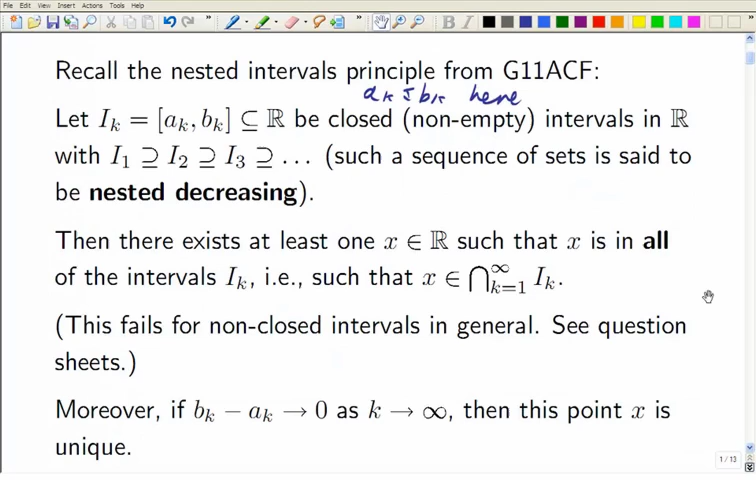 File Edit View Insert Actions Tools Help
Recall the nested intervals principle from G11ACF:
a_k ≤ b_k here
Let I_k = [a_k, b_k] ⊆ ℝ be closed (non-empty) intervals in ℝ
with I_1 ⊇ I_2 ⊇ I_3 ⊇ … (such a sequence of sets is said to
be nested decreasing).
Then there exists at least one x ∈ ℝ such that x is in all
of the intervals I_k, i.e., such that x ∈ ⋂_{k=1}^∞ I_k.
(This fails for non-closed intervals in general. See question
sheets.)
Moreover, if b_k − a_k → 0 as k → ∞, then this point x is
unique.
1 / 13